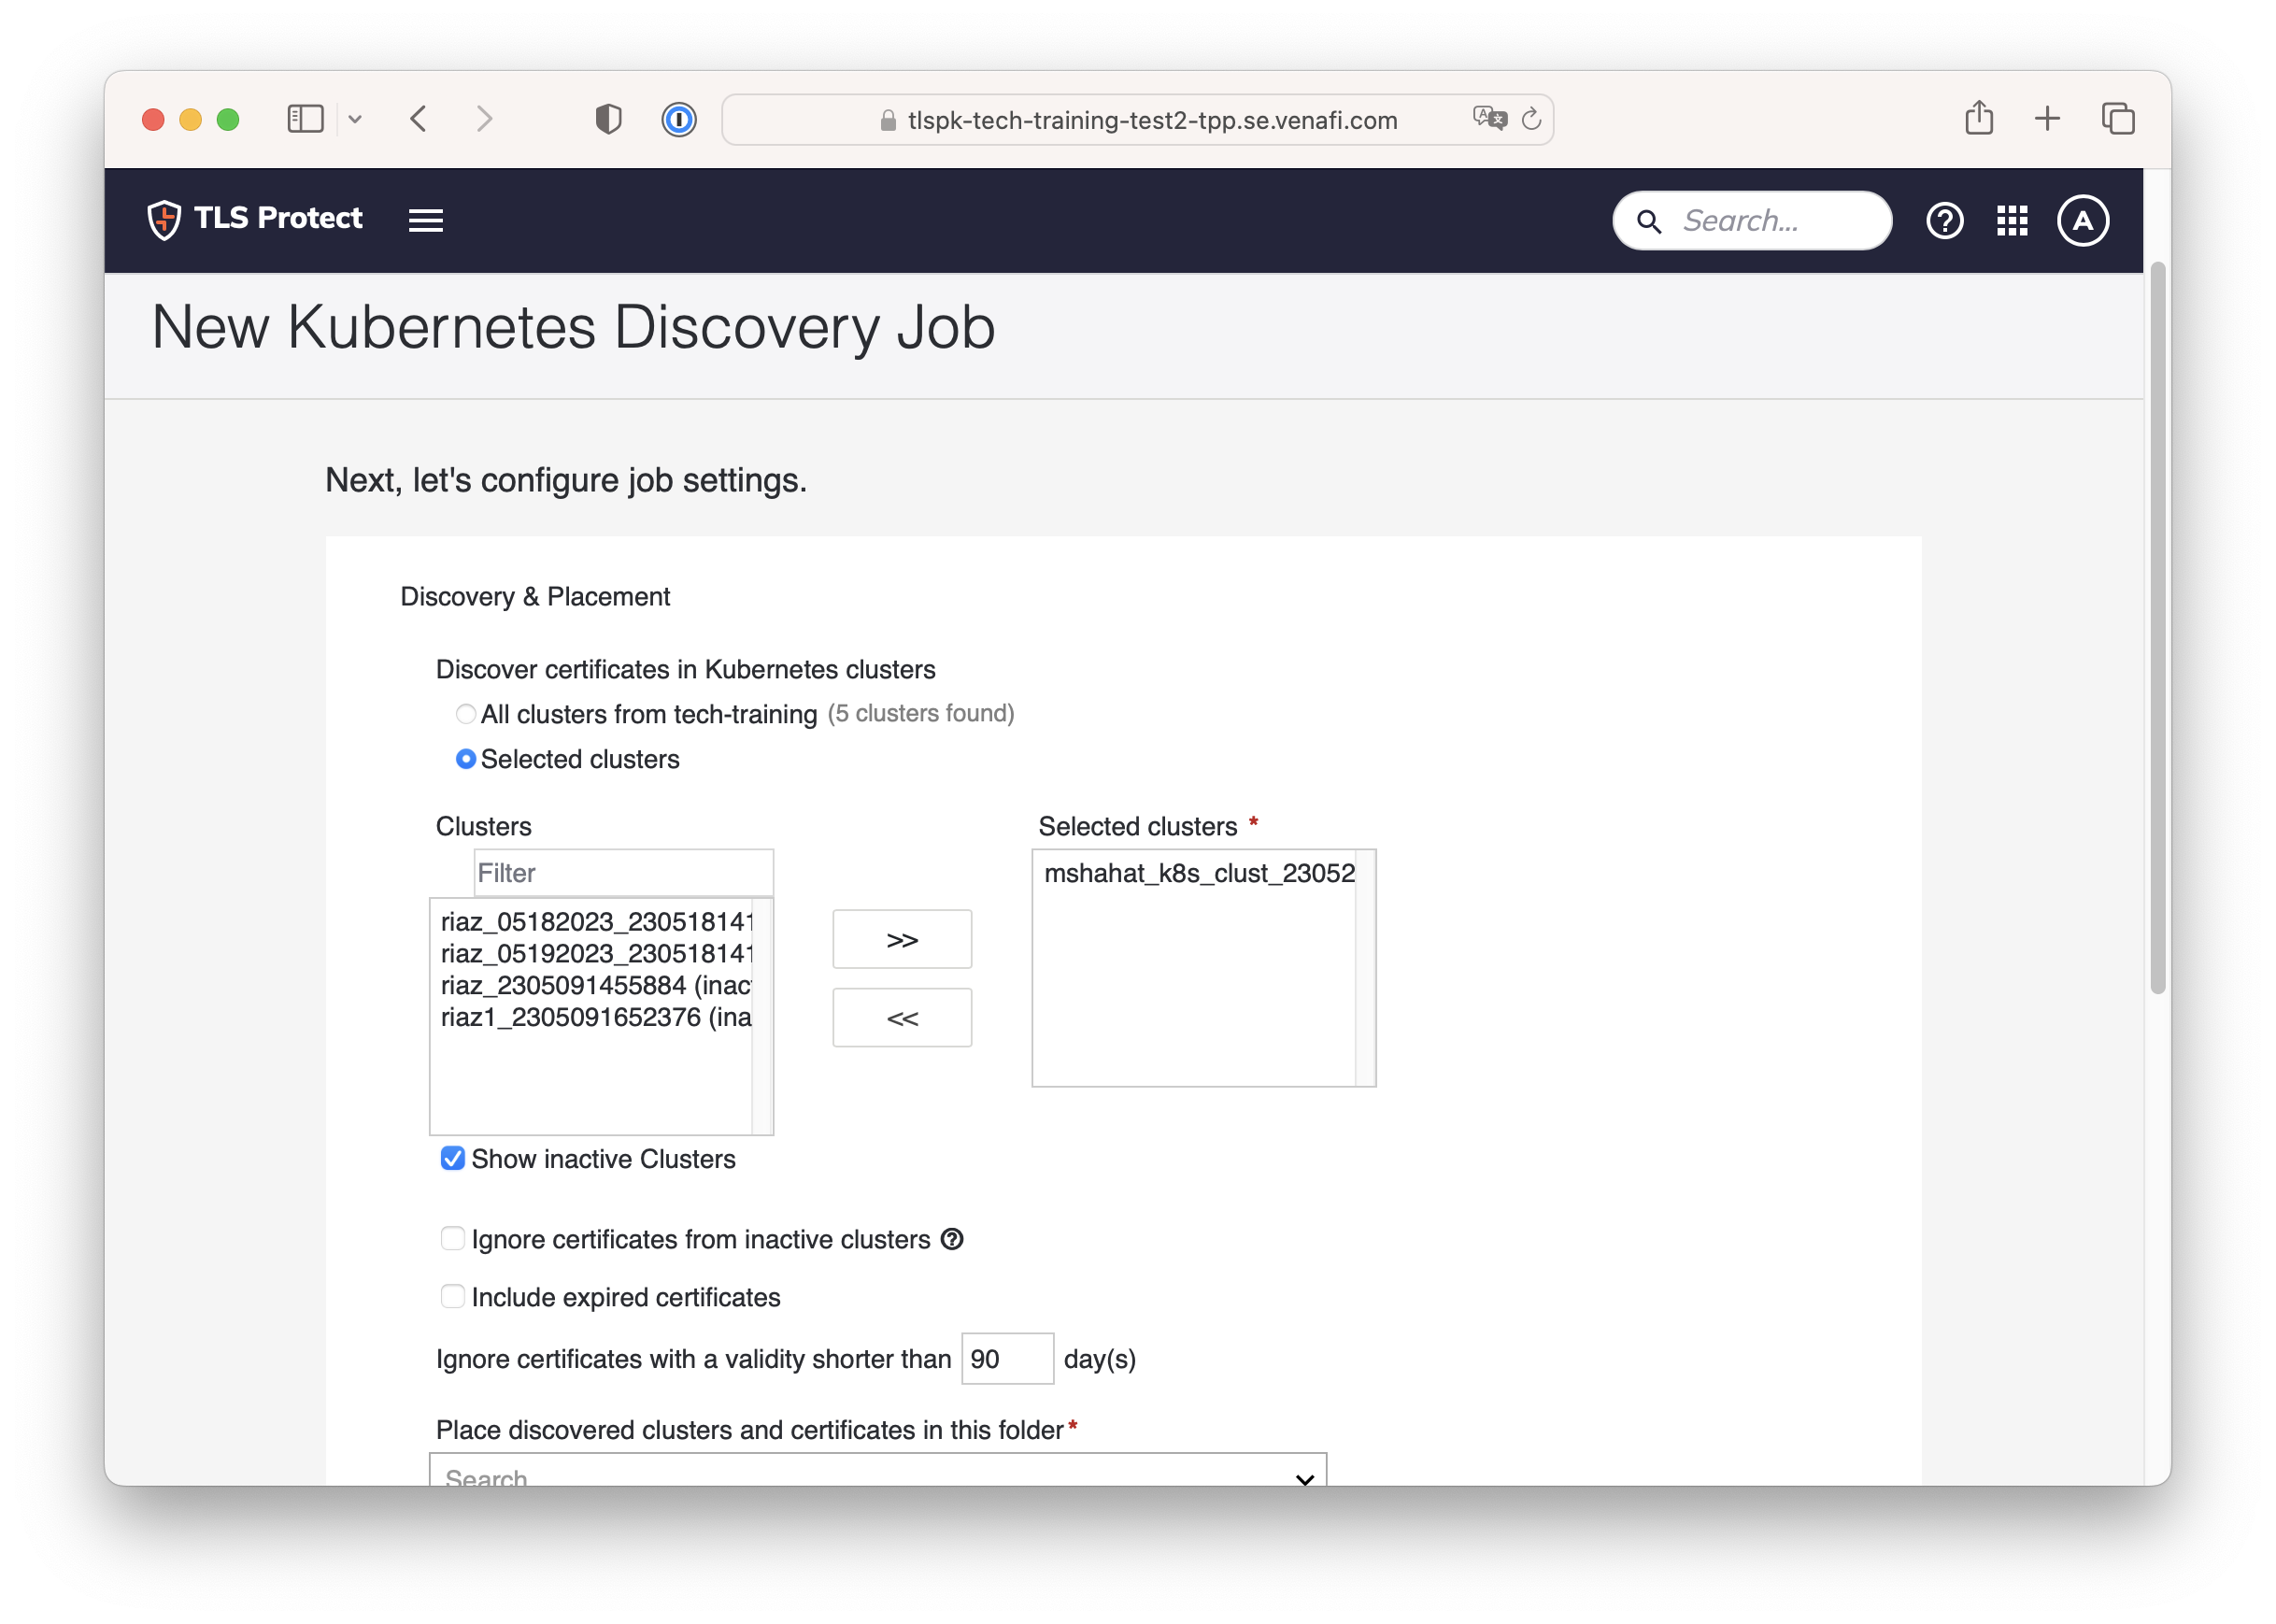 tlspk-tech-training-test2-tpp.se.venafi.com
TLS Protect
Search...
A
New Kubernetes Discovery Job
Next, let's configure job settings.
Discovery & Placement
Discover certificates in Kubernetes clusters
All clusters from tech-training (5 clusters found)
Selected clusters
Clusters
Selected clusters *
Filter
mshahat_k8s_clust_23052
riaz_05182023_230518141
riaz_05192023_230518141
riaz_2305091455884 (inac
riaz1_2305091652376 (ina
>>
<<
Show inactive Clusters
Ignore certificates from inactive clusters
Include expired certificates
Ignore certificates with a validity shorter than 90 day(s)
Place discovered clusters and certificates in this folder*
Search